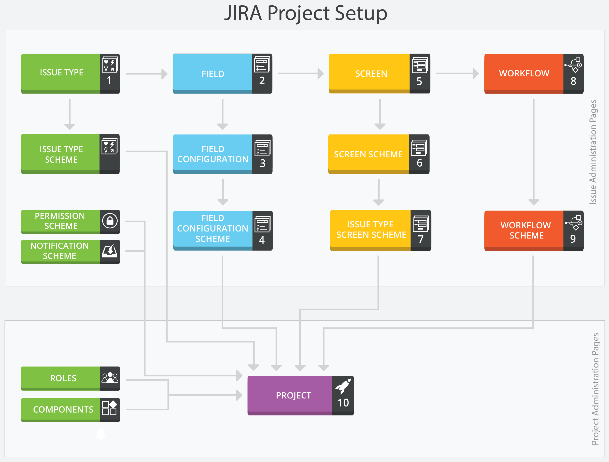 JIRA Project Setup
ISSUE TYPE
1
FIELD
2
SCREEN
5
WORKFLOW
8
ISSUE TYPE
SCHEME
FIELD
CONFIGURATION
3
SCREEN SCHEME
6
PERMISSION
SCHEME
NOTIFICATION
SCHEME
FIELD
CONFIGURATION
SCHEME
4
ISSUE TYPE
SCREEN SCHEME
7
WORKFLOW
SCHEME
9
Issue Administration Pages
ROLES
COMPONENTS
PROJECT
10
Project Administration Pages